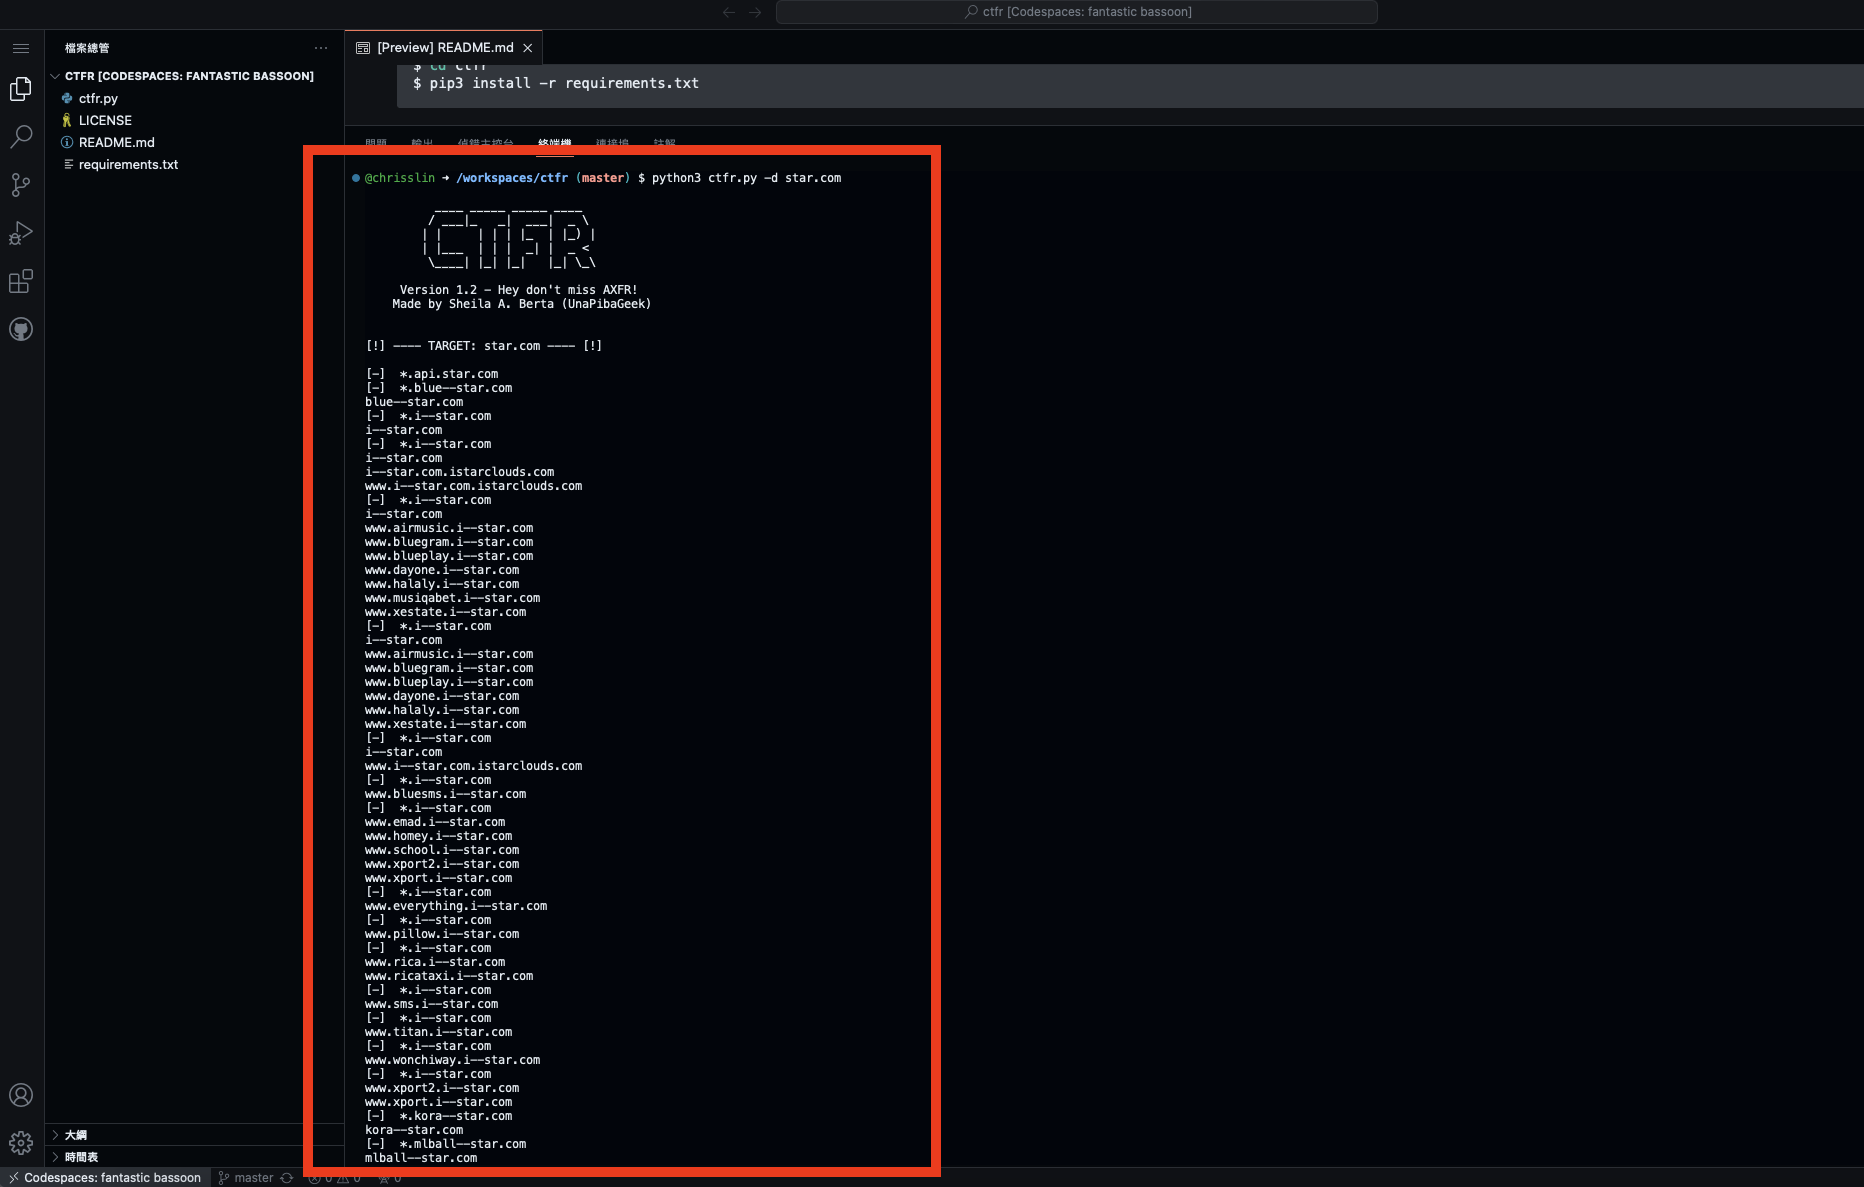 ctfr [Codespaces: fantastic bassoon]
檔案總管
[Preview] README.md
CTFR [CODESPACES: FANTASTIC BASSOON]
ctfr.py
LICENSE
README.md
requirements.txt
$ cd ctfr
$ pip3 install -r requirements.txt
問題 輸出 偵錯主控台 終端機 連接埠 註解
@chrisslin → /workspaces/ctfr (master) $ python3 ctfr.py -d star.com
CTFR
Version 1.2 - Hey don't miss AXFR!
Made by Sheila A. Berta (UnaPibaGeek)
[!] ---- TARGET: star.com ---- [!]
[-] *.api.star.com
[-] *.blue--star.com
blue--star.com
[-] *.i--star.com
i--star.com
[-] *.i--star.com
i--star.com
i--star.com.istarclouds.com
www.i--star.com.istarclouds.com
[-] *.i--star.com
i--star.com
www.airmusic.i--star.com
www.bluegram.i--star.com
www.blueplay.i--star.com
www.dayone.i--star.com
www.halaly.i--star.com
www.musiqabet.i--star.com
www.xestate.i--star.com
[-] *.i--star.com
i--star.com
www.airmusic.i--star.com
www.bluegram.i--star.com
www.blueplay.i--star.com
www.dayone.i--star.com
www.halaly.i--star.com
www.xestate.i--star.com
[-] *.i--star.com
i--star.com
www.i--star.com.istarclouds.com
[-] *.i--star.com
www.bluesms.i--star.com
[-] *.i--star.com
www.emad.i--star.com
www.homey.i--star.com
www.school.i--star.com
www.xport2.i--star.com
www.xport.i--star.com
[-] *.i--star.com
www.everything.i--star.com
[-] *.i--star.com
www.pillow.i--star.com
[-] *.i--star.com
www.rica.i--star.com
www.ricataxi.i--star.com
[-] *.i--star.com
www.sms.i--star.com
[-] *.i--star.com
www.titan.i--star.com
[-] *.i--star.com
www.wonchiway.i--star.com
[-] *.i--star.com
www.xport2.i--star.com
www.xport.i--star.com
[-] *.kora--star.com
kora--star.com
[-] *.mlball--star.com
mlball--star.com
大綱
時間表
Codespaces: fantastic bassoon master 0 0 0